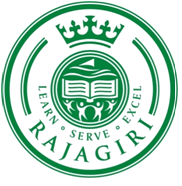 LEARN ◦ SERVE ◦ EXCEL
RAJAGIRI